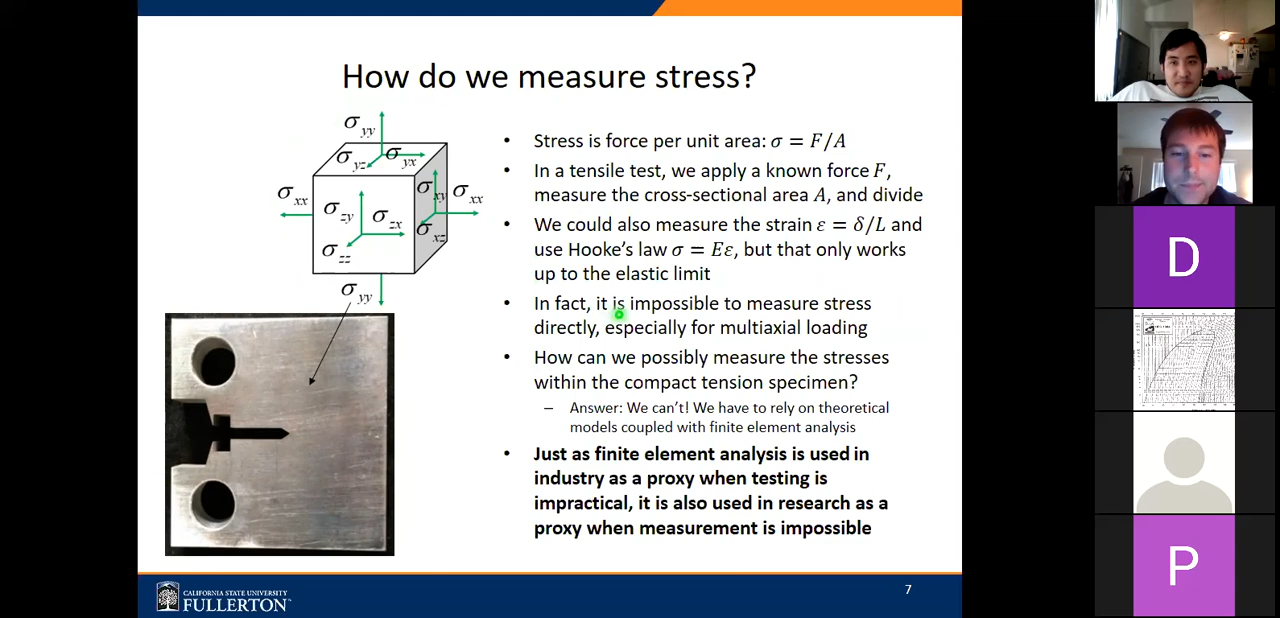 How do we measure stress?
σyy
σyz
σyx
σxx
σxy
σxx
σzy
σzx
σxz
σzz
σyy
• Stress is force per unit area: σ = F/A
• In a tensile test, we apply a known force F,
measure the cross-sectional area A, and divide
• We could also measure the strain ε = δ/L and
use Hooke's law σ = Eε, but that only works
up to the elastic limit
• In fact, it is impossible to measure stress
directly, especially for multiaxial loading
• How can we possibly measure the stresses
within the compact tension specimen?
– Answer: We can't! We have to rely on theoretical
models coupled with finite element analysis
• Just as finite element analysis is used in
industry as a proxy when testing is
impractical, it is also used in research as a
proxy when measurement is impossible
CALIFORNIA STATE UNIVERSITY
FULLERTON™
7
D
P